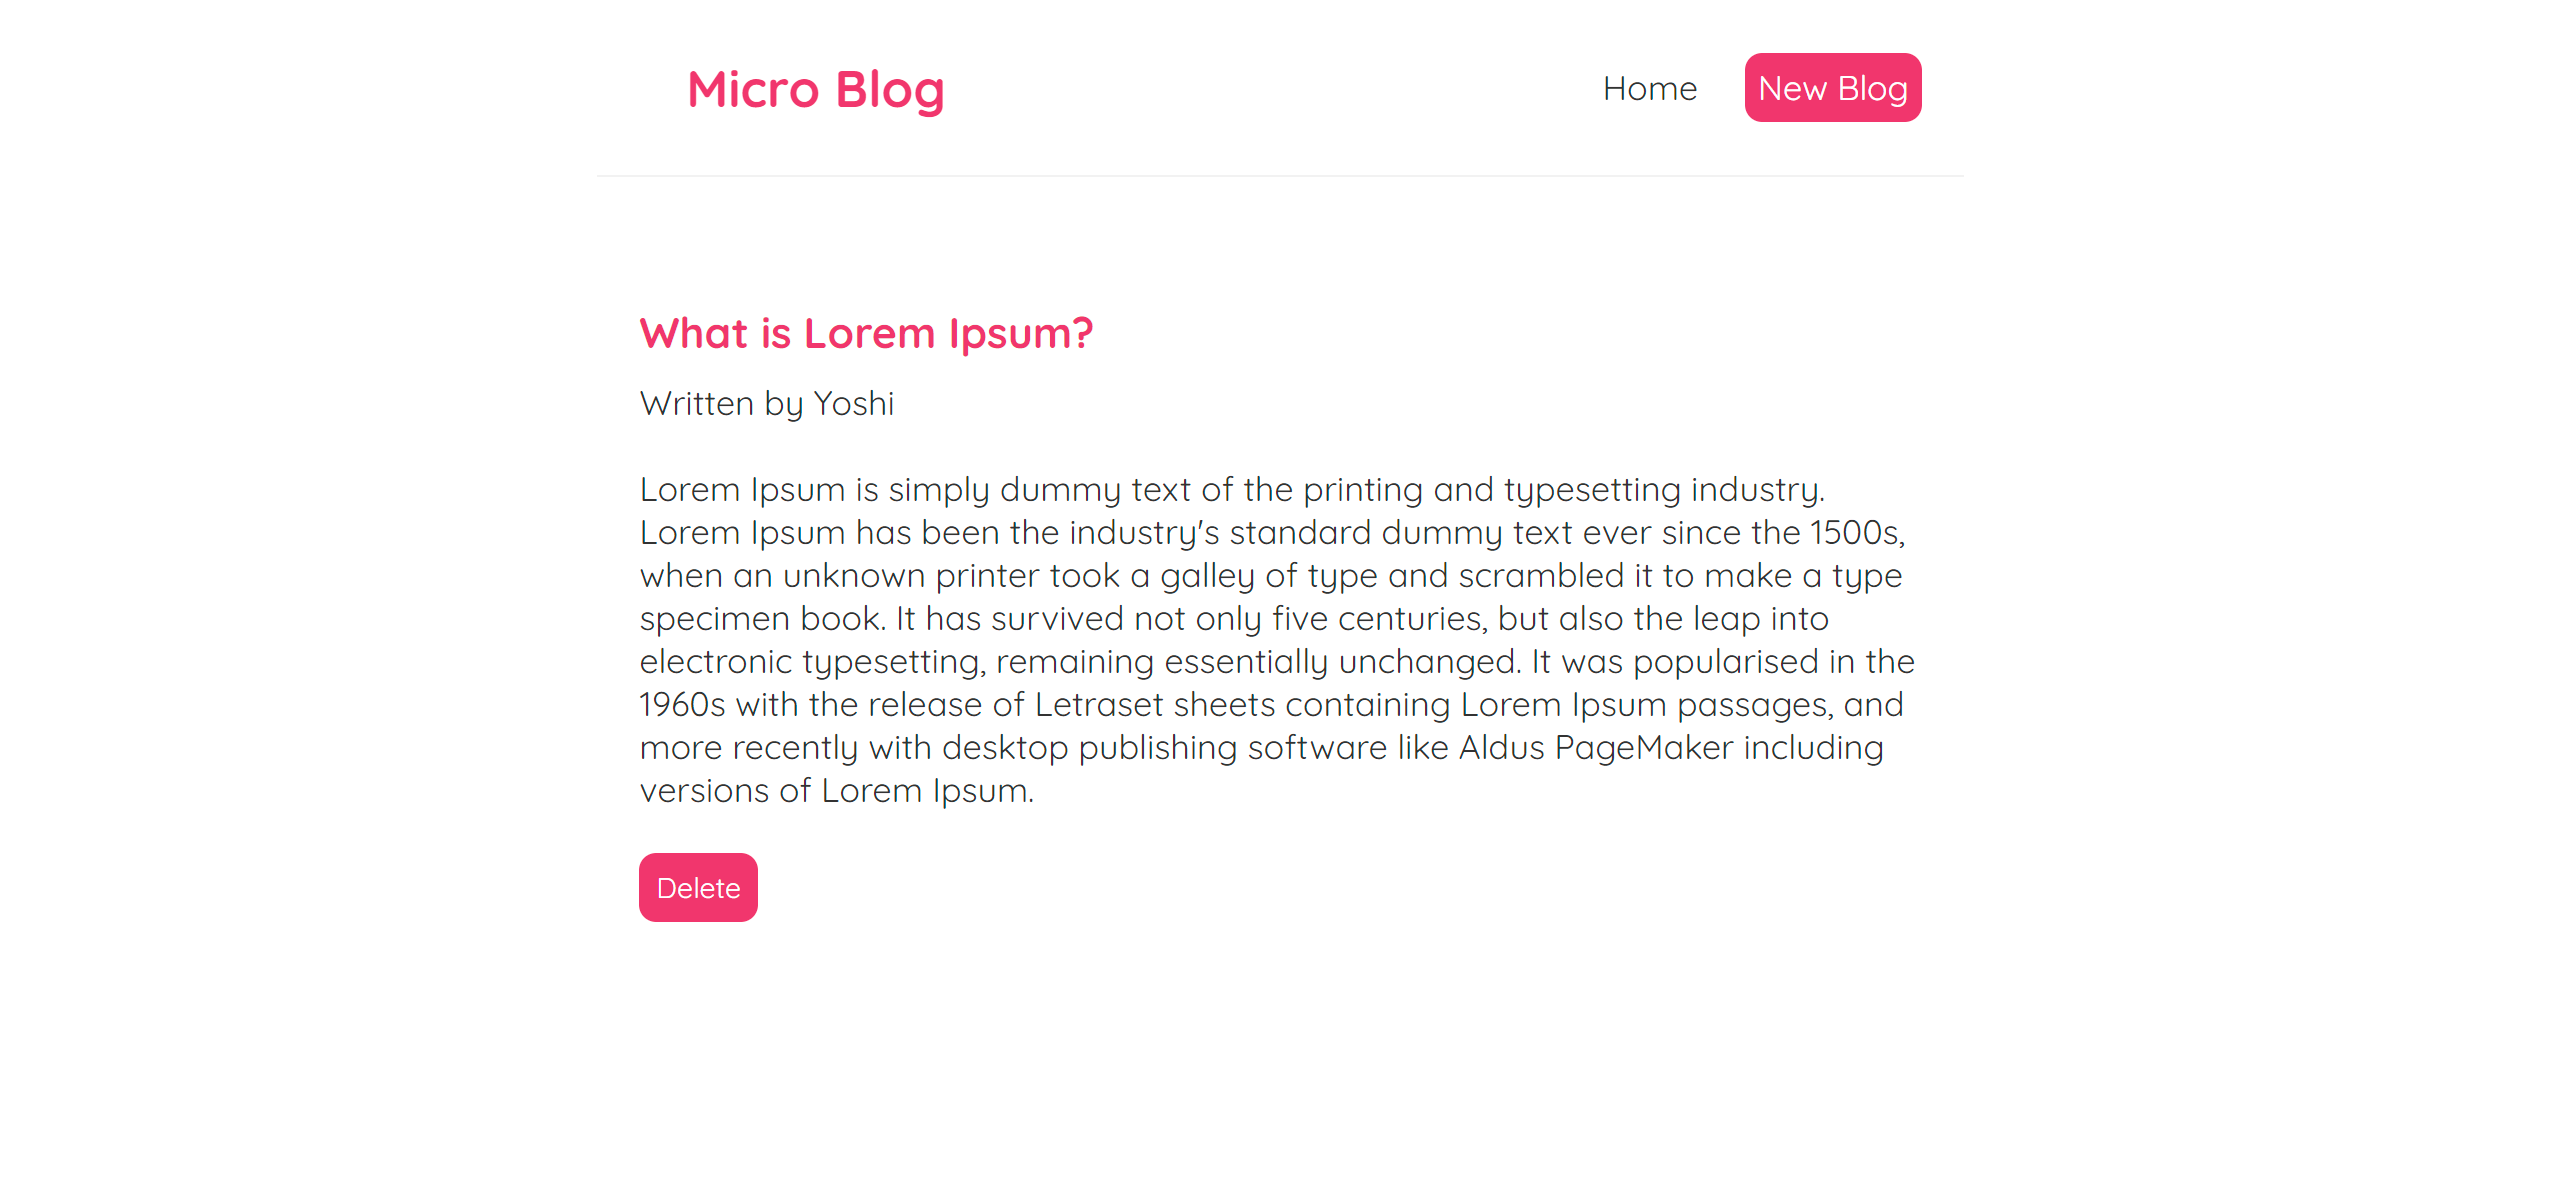 Micro Blog
Home
New Blog
What is Lorem Ipsum?
Written by Yoshi
Lorem Ipsum is simply dummy text of the printing and typesetting industry.
Lorem Ipsum has been the industry's standard dummy text ever since the 1500s,
when an unknown printer took a galley of type and scrambled it to make a type
specimen book. It has survived not only five centuries, but also the leap into
electronic typesetting, remaining essentially unchanged. It was popularised in the
1960s with the release of Letraset sheets containing Lorem Ipsum passages, and
more recently with desktop publishing software like Aldus PageMaker including
versions of Lorem Ipsum.
Delete